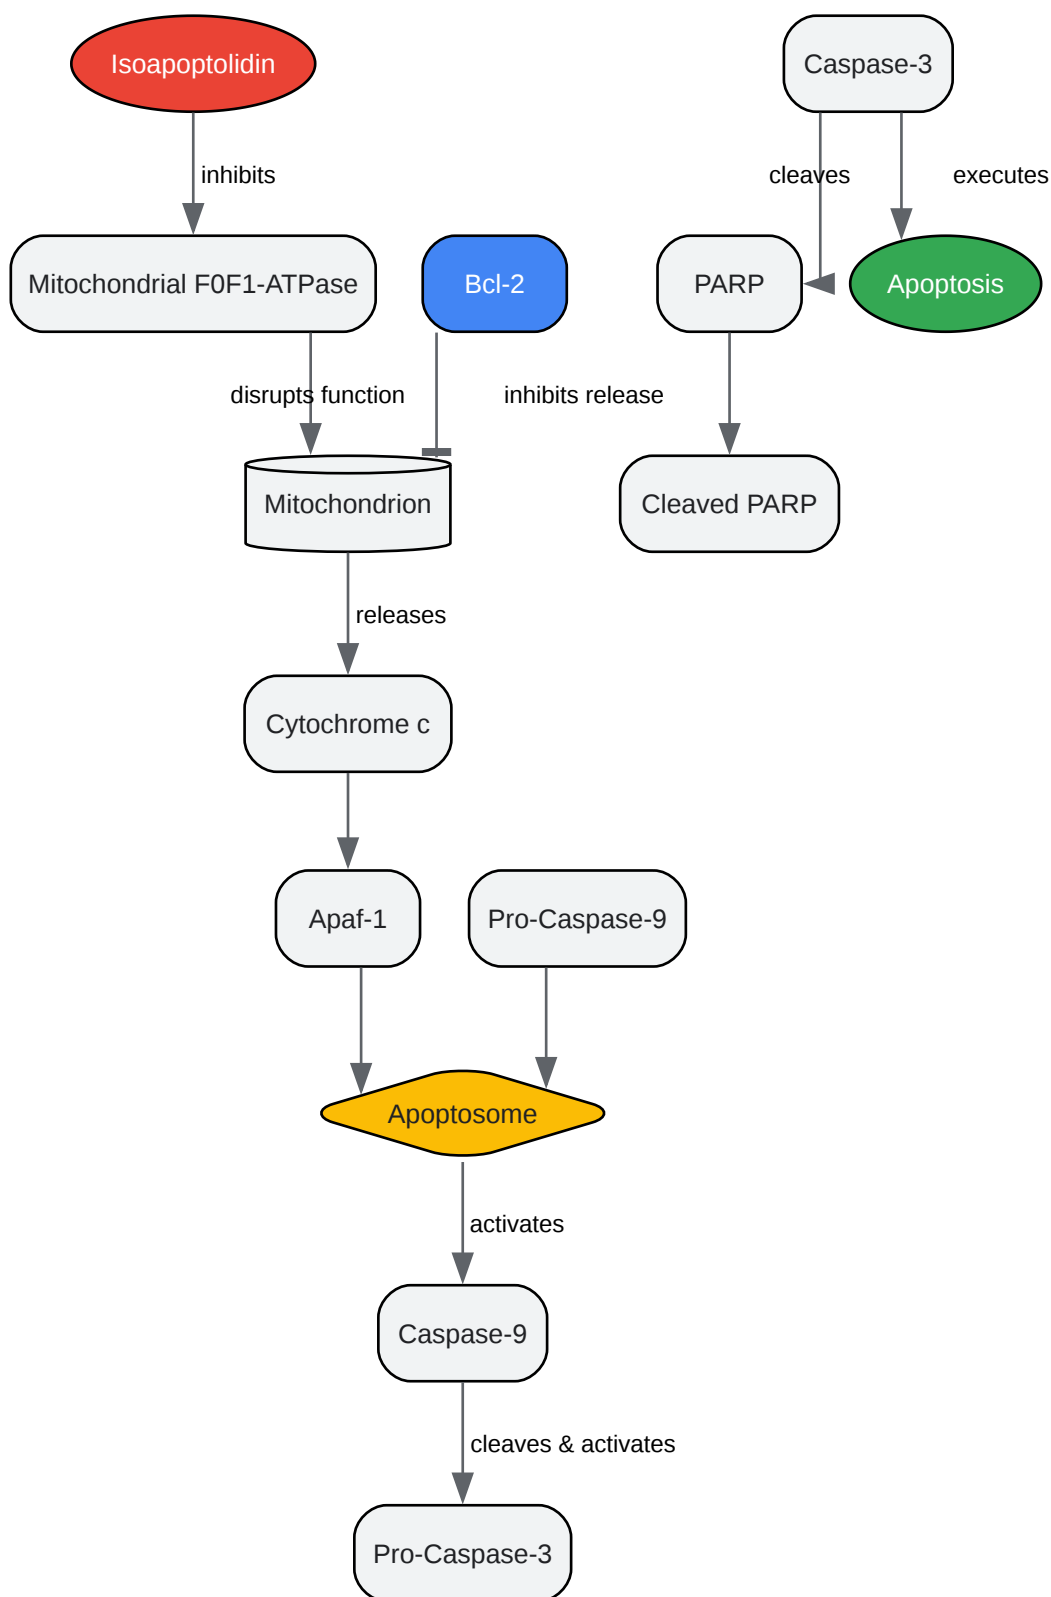 Isoapoptolidin
Caspase-3
inhibits
cleaves
executes
Mitochondrial F0F1-ATPase
Bcl-2
PARP
Apoptosis
disrupts function
inhibits release
Mitochondrion
Cleaved PARP
releases
Cytochrome c
Apaf-1
Pro-Caspase-9
Apoptosome
activates
Caspase-9
cleaves & activates
Pro-Caspase-3